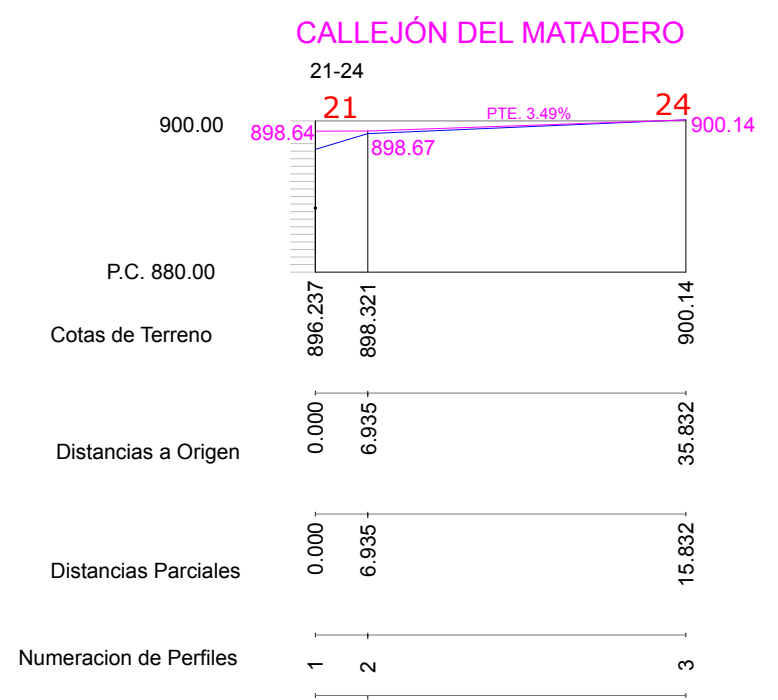 CALLEJÓN DEL MATADERO
21-24
21
PTE. 3.49%
24
900.00
898.64
898.67
900.14
P.C. 880.00
Cotas de Terreno
896.237
898.321
900.14
Distancias a Origen
0.000
6.935
35.832
Distancias Parciales
0.000
6.935
15.832
Numeracion de Perfiles
1
2
3